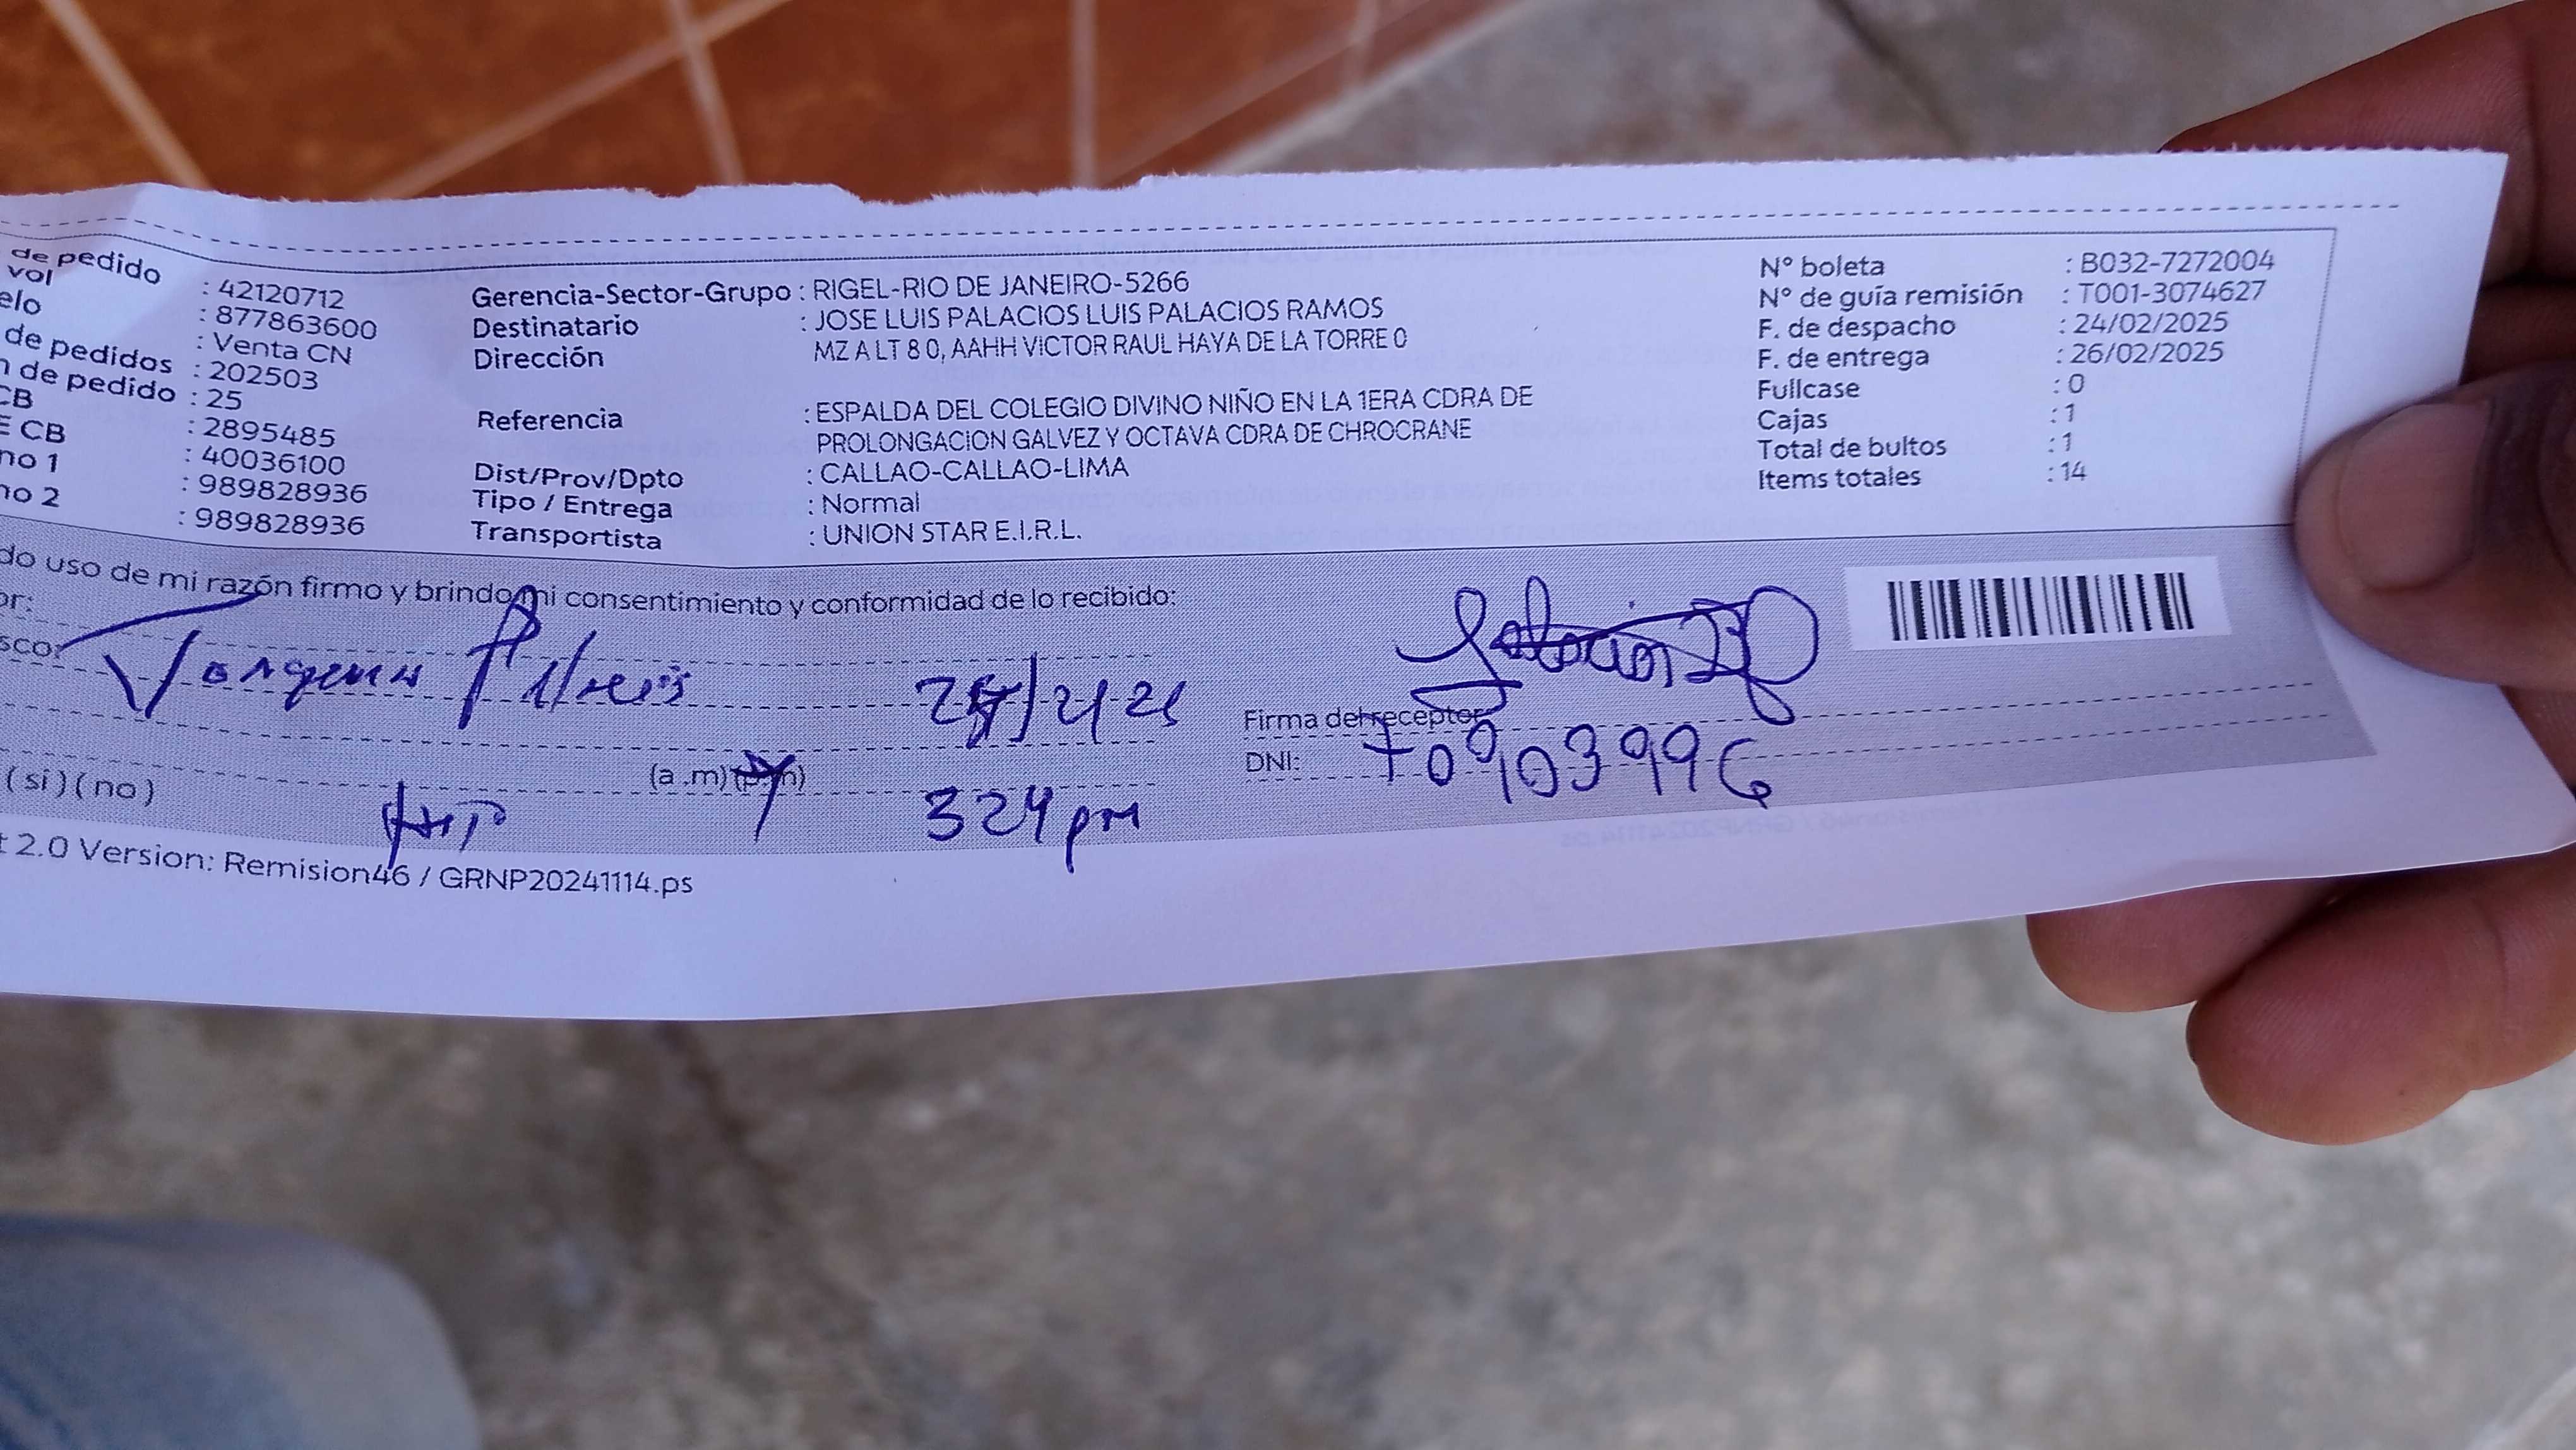 de pedido : 42120712
vol : 877863600
elo : Venta CN
de pedidos : 202503
n de pedido : 25
CB : 2895485
E CB : 40036100
no 1 : 989828936
no 2 : 989828936
Gerencia-Sector-Grupo : RIGEL-RIO DE JANEIRO-5266
Destinatario : JOSE LUIS PALACIOS LUIS PALACIOS RAMOS
Dirección MZ A LT 8 0, AAHH VICTOR RAUL HAYA DE LA TORRE 0
Referencia : ESPALDA DEL COLEGIO DIVINO NIÑO EN LA 1ERA CDRA DE
PROLONGACION GALVEZ Y OCTAVA CDRA DE CHROCRANE
Dist/Prov/Dpto : CALLAO-CALLAO-LIMA
Tipo / Entrega : Normal
Transportista : UNION STAR E.I.R.L.
N° boleta : B032-7272004
N° de guía remisión : T001-3074627
F. de despacho : 24/02/2025
F. de entrega : 26/02/2025
Fullcase : 0
Cajas : 1
Total de bultos : 1
Items totales : 14
do uso de mi razón firmo y brindo mi consentimiento y conformidad de lo recibido:
or:
sco:
Firma del receptor
DNI: 70903996
(si) (no)
(a .m) (p.m)
324 pm
t 2.0 Version: Remision46 / GRNP20241114.ps